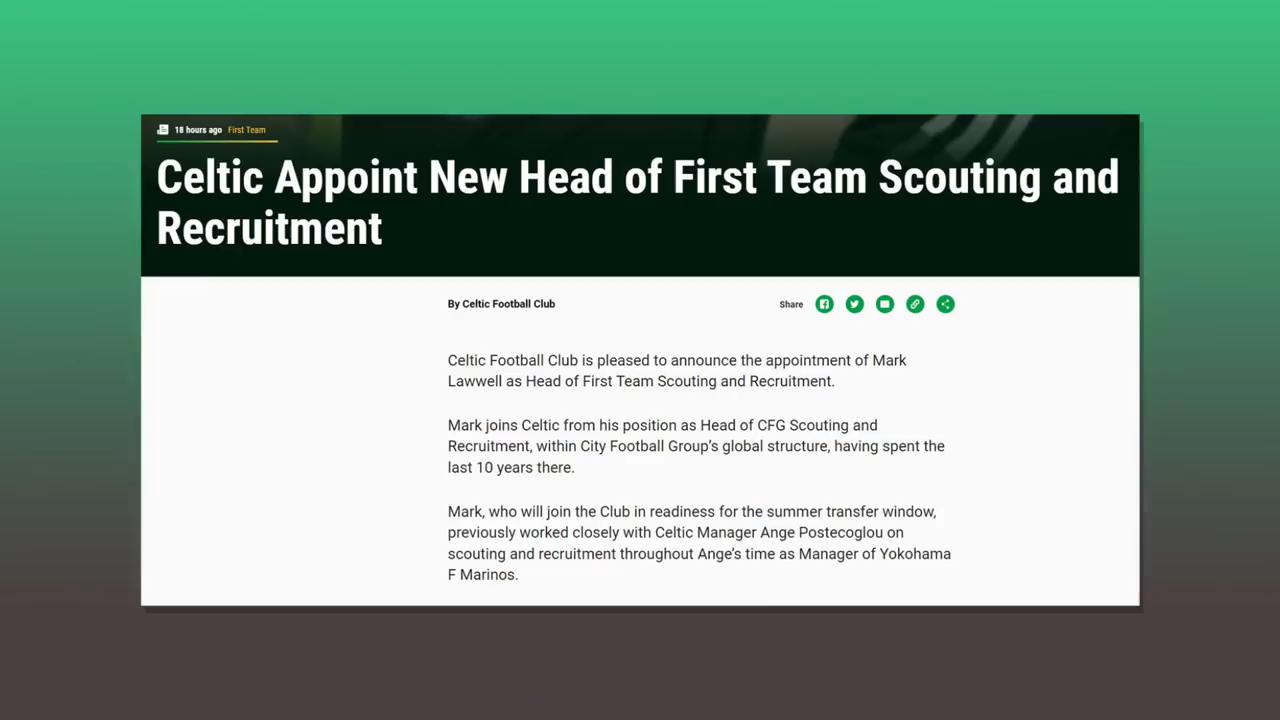 18 hours ago First Team
Celtic Appoint New Head of First Team Scouting and
Recruitment
By Celtic Football Club
Share
Celtic Football Club is pleased to announce the appointment of Mark
Lawwell as Head of First Team Scouting and Recruitment.
Mark joins Celtic from his position as Head of CFG Scouting and
Recruitment, within City Football Group’s global structure, having spent the
last 10 years there.
Mark, who will join the Club in readiness for the summer transfer window,
previously worked closely with Celtic Manager Ange Postecoglou on
scouting and recruitment throughout Ange’s time as Manager of Yokohama
F Marinos.